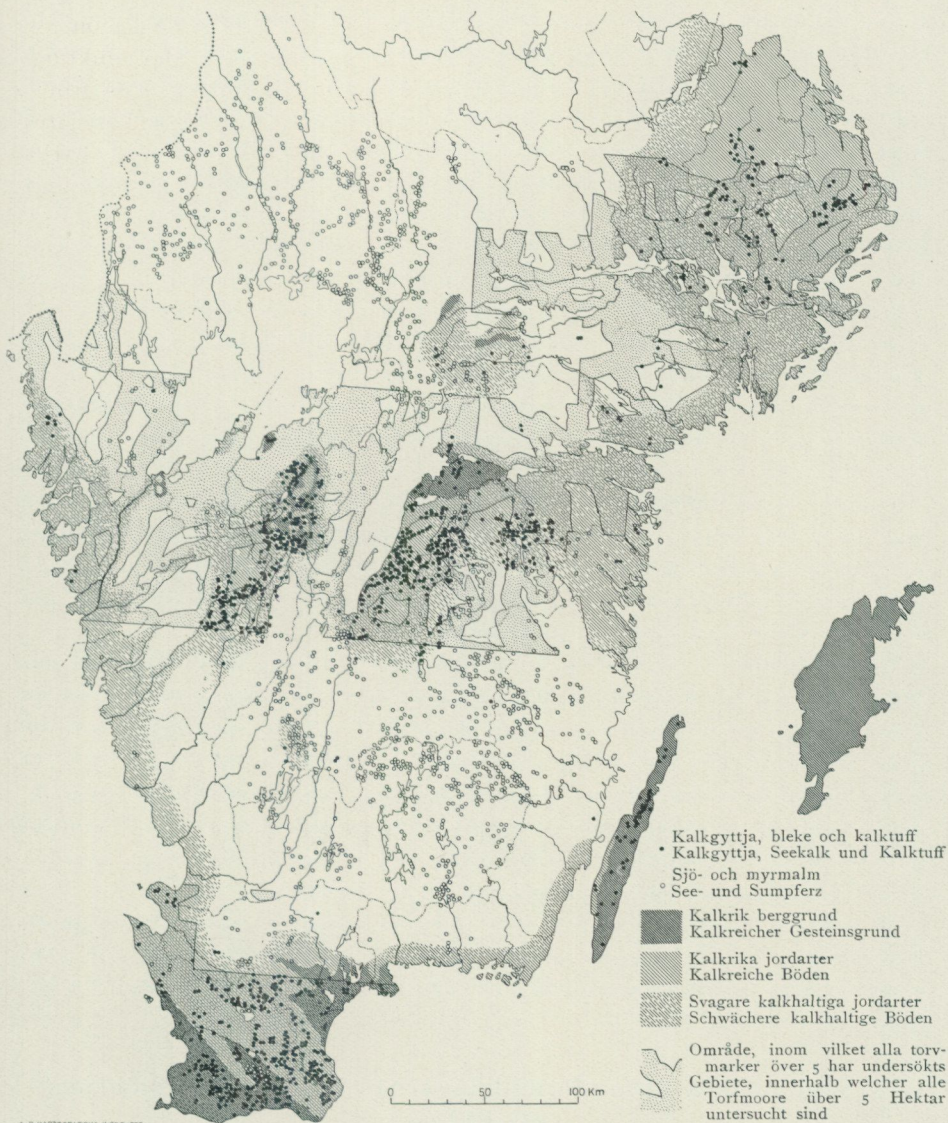 Kalkgyttja, bleke och kalktuff
Kalkgyttja, Seekalk und Kalktuff
Sjö- och myrmalm
See- und Sumpferz
Kalkrik berggrund
Kalkreicher Gesteinsgrund
Kalkrika jordarter
Kalkreiche Böden
Svagare kalkhaltiga jordarter
Schwächere kalkhaltige Böden
Område, inom vilket alla torv-
marker över 5 har undersökts
Gebiete, innerhalb welcher alle
Torfmoore über 5 Hektar
untersucht sind
0 50 100 Km